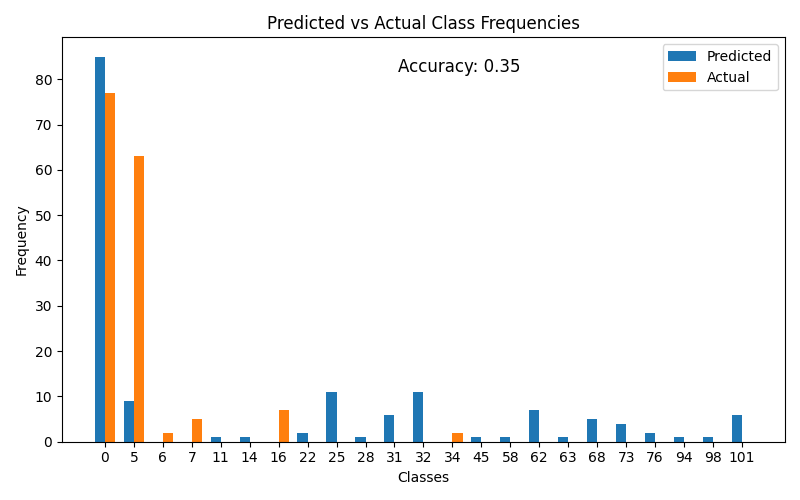 Predicted vs Actual Class Frequencies
Accuracy: 0.35
Predicted
Actual
Frequency
80
70
60
50
40
30
20
10
0
0 5 6 7 11 14 16 22 25 28 31 32 34 45 58 62 63 68 73 76 94 98 101
Classes